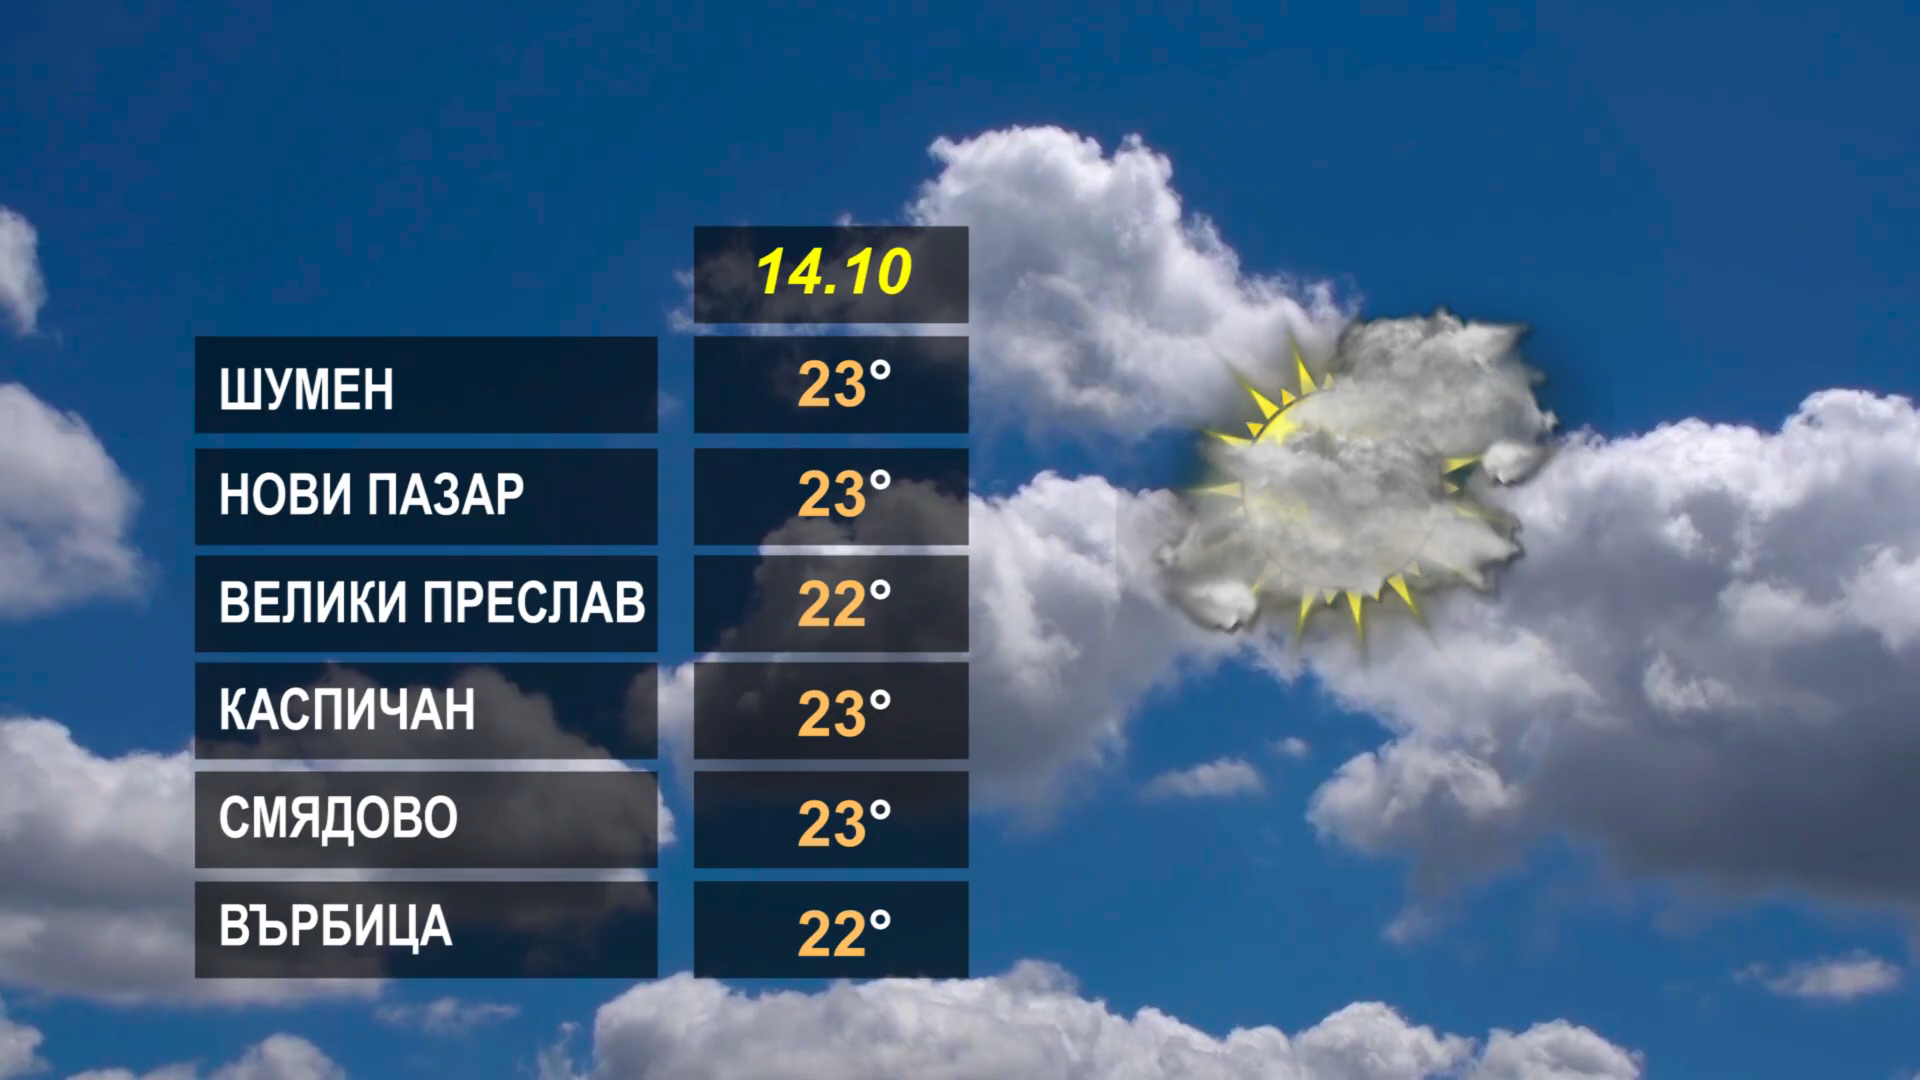 14.10
ШУМЕН 23°
НОВИ ПАЗАР 23°
ВЕЛИКИ ПРЕСЛАВ 22°
КАСПИЧАН 23°
СМЯДОВО 23°
ВЪРБИЦА 22°